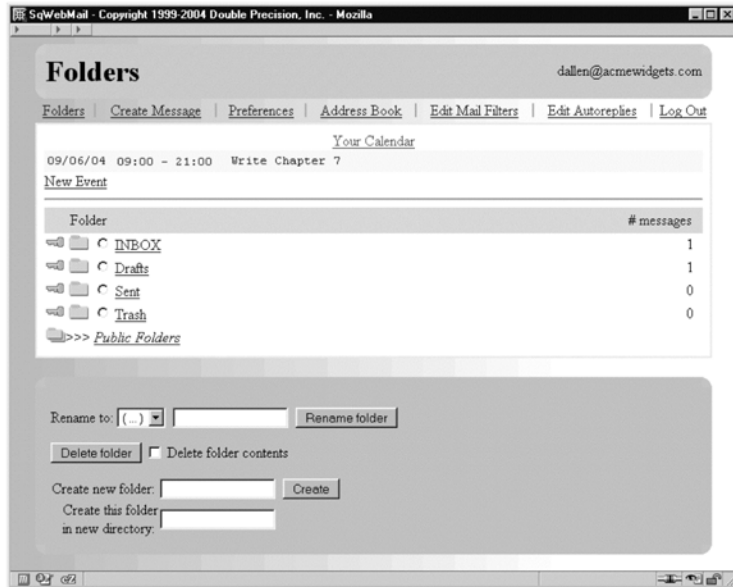 SqWebMail - Copyright 1999-2004 Double Precision, Inc. - Mozilla
Folders
dallen@acmewidgets.com
Folders | Create Message | Preferences | Address Book | Edit Mail Filters | Edit Autoreplies | Log Out
Your Calendar
09/06/04 09:00 - 21:00 Write Chapter 7
New Event
Folder # messages
INBOX 1
Drafts 1
Sent 0
Trash 0
>>> Public Folders
Rename to: (...) Rename folder
Delete folder Delete folder contents
Create new folder: Create
Create this folder
in new directory: